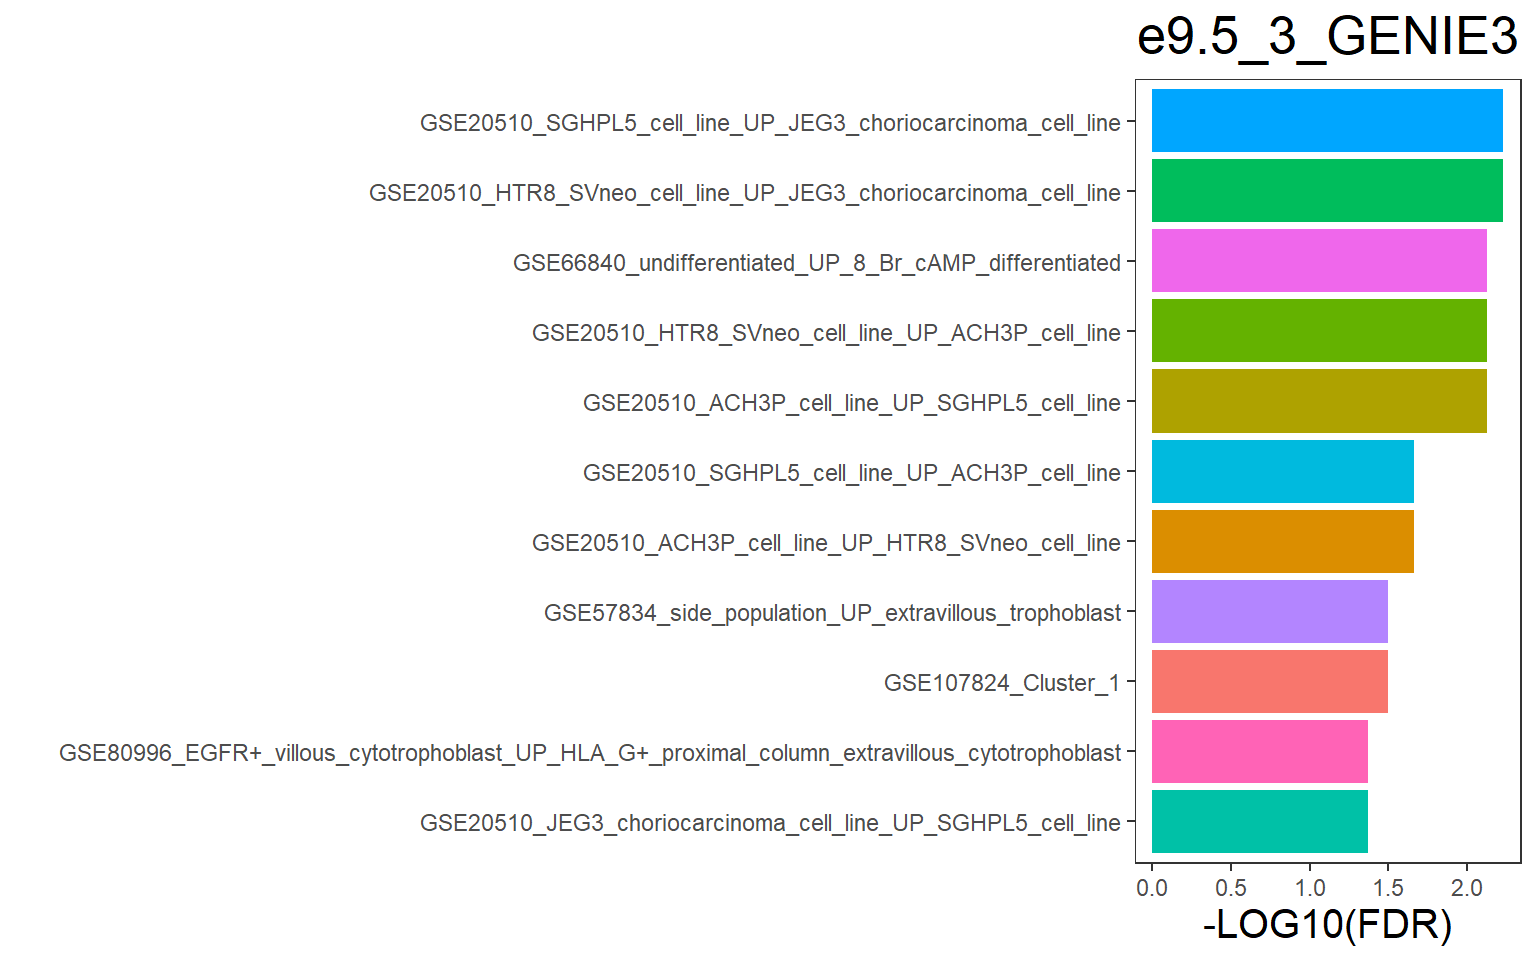 e9.5_3_GENIE3
GSE20510_SGHPL5_cell_line_UP_JEG3_choriocarcinoma_cell_line
GSE20510_HTR8_SVneo_cell_line_UP_JEG3_choriocarcinoma_cell_line
GSE66840_undifferentiated_UP_8_Br_cAMP_differentiated
GSE20510_HTR8_SVneo_cell_line_UP_ACH3P_cell_line
GSE20510_ACH3P_cell_line_UP_SGHPL5_cell_line
GSE20510_SGHPL5_cell_line_UP_ACH3P_cell_line
GSE20510_ACH3P_cell_line_UP_HTR8_SVneo_cell_line
GSE57834_side_population_UP_extravillous_trophoblast
GSE107824_Cluster_1
GSE80996_EGFR+_villous_cytotrophoblast_UP_HLA_G+_proximal_column_extravillous_cytotrophoblast
GSE20510_JEG3_choriocarcinoma_cell_line_UP_SGHPL5_cell_line
0.0 0.5 1.0 1.5 2.0
-LOG10(FDR)